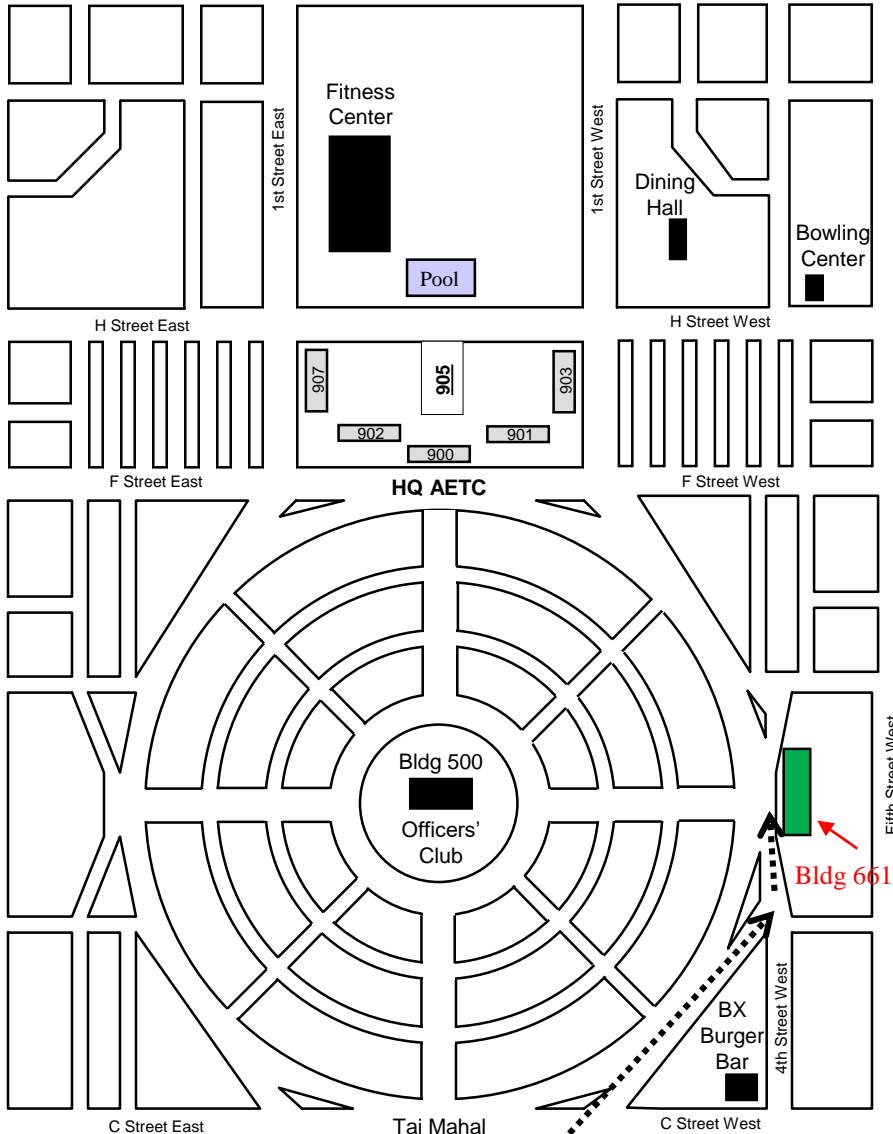 Fitness
Center
1st Street East
1st Street West
Dining
Hall
Bowling
Center
Pool
H Street East
H Street West
907
905
903
902
901
900
F Street East
F Street West
HQ AETC
Bldg 500
Officers'
Club
Fifth Street West
Bldg 661
BX
Burger
Bar
4th Street West
C Street East
Taj Mahal
C Street West